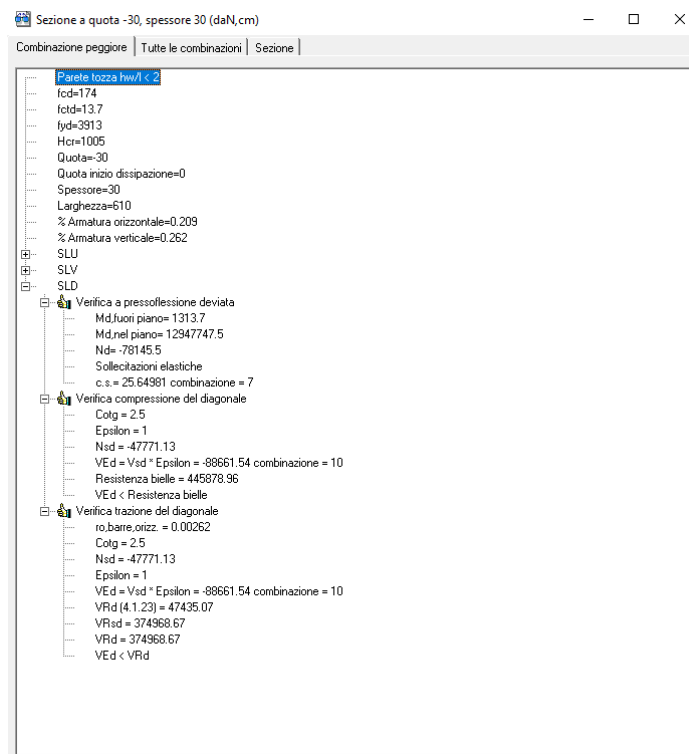 Sezione a quota -30, spessore 30 (daN,cm)
Combinazione peggiore Tutte le combinazioni Sezione
Parete tozza hw/l < 2
fcd=174
fctd=13.7
fyd=3913
Hcr=1005
Quota=-30
Quota inizio dissipazione=0
Spessore=30
Larghezza=610
% Armatura orizzontale=0.209
% Armatura verticale=0.262
SLU
SLV
SLD
Verifica a pressoflessione deviata
Md,fuori piano= 1313.7
Md,nel piano= 12947747.5
Nd= -78145.5
Sollecitazioni elastiche
c.s.= 25.64981 combinazione = 7
Verifica compressione del diagonale
Cotg = 2.5
Epsilon = 1
Nsd = -47771.13
VEd = Vsd * Epsilon = -88661.54 combinazione = 10
Resistenza bielle = 445878.96
VEd < Resistenza bielle
Verifica trazione del diagonale
ro,barre,orizz. = 0.00262
Cotg = 2.5
Nsd = -47771.13
Epsilon = 1
VEd = Vsd * Epsilon = -88661.54 combinazione = 10
VRd (4.1.23) = 47435.07
VRsd = 374968.67
VRd = 374968.67
VEd < VRd